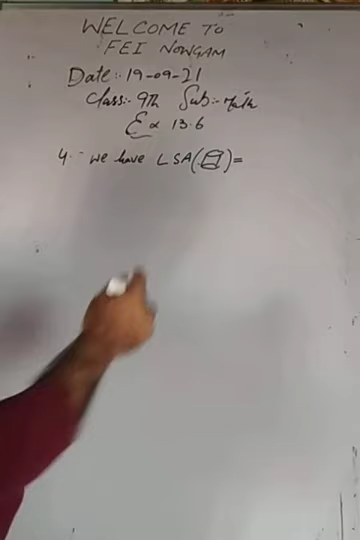 WELCOME TO
FEI NOWGAM
Date:- 19-09-21
Class:- 9th Sub:- Math
Ex 13.6
4:- we have LSA( )=